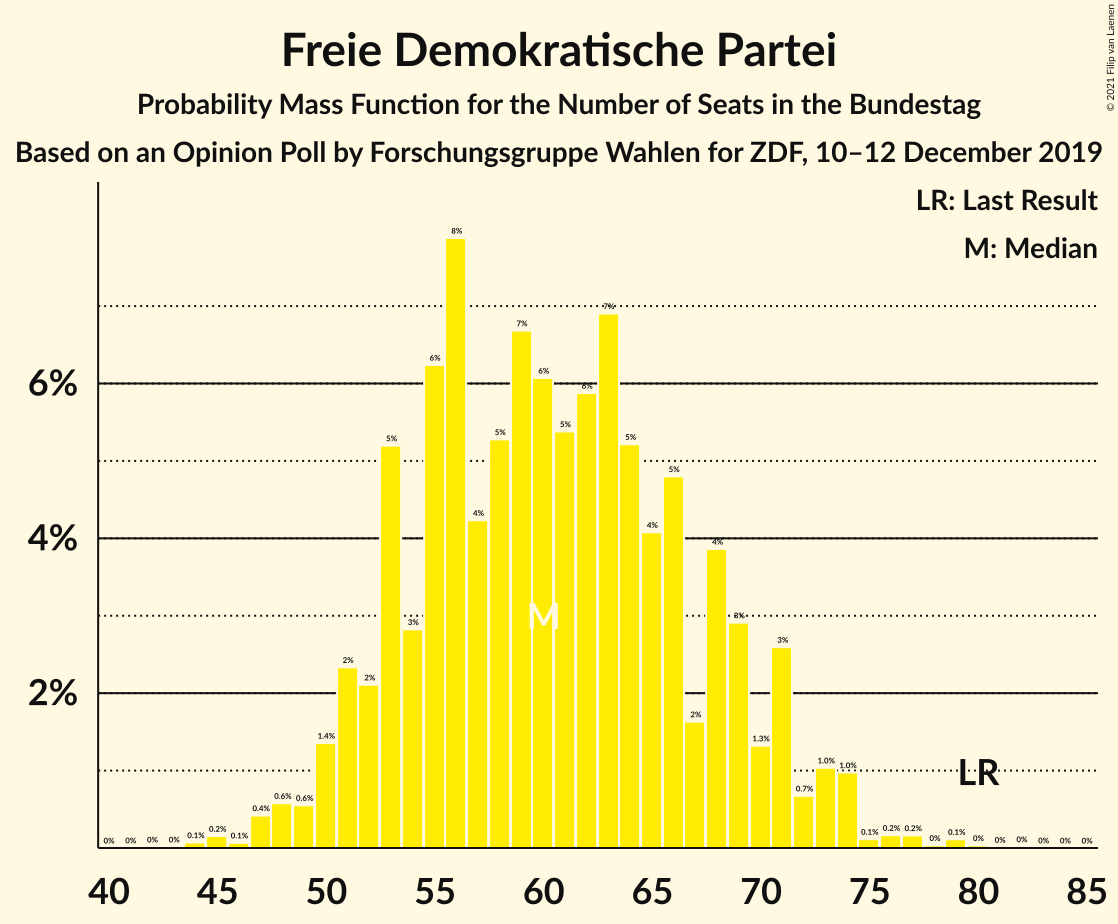 © 2021 Filip van Laenen
Freie Demokratische Partei
Probability Mass Function for the Number of Seats in the Bundestag
Based on an Opinion Poll by Forschungsgruppe Wahlen for ZDF, 10–12 December 2019
LR: Last Result
M: Median
6%
4%
2%
0% 0% 0% 0% 0.1% 0.2% 0.1% 0.4% 0.6% 0.6% 1.4% 2% 2% 5% 3% 6% 8% 4% 5% 7% 6% 5% 6% 7% 5% 4% 5% 2% 4% 3% 1.3% 3% 0.7% 1.0% 1.0% 0.1% 0.2% 0.2% 0% 0.1% 0% 0% 0% 0% 0% 0%
M
LR
40 45 50 55 60 65 70 75 80 85